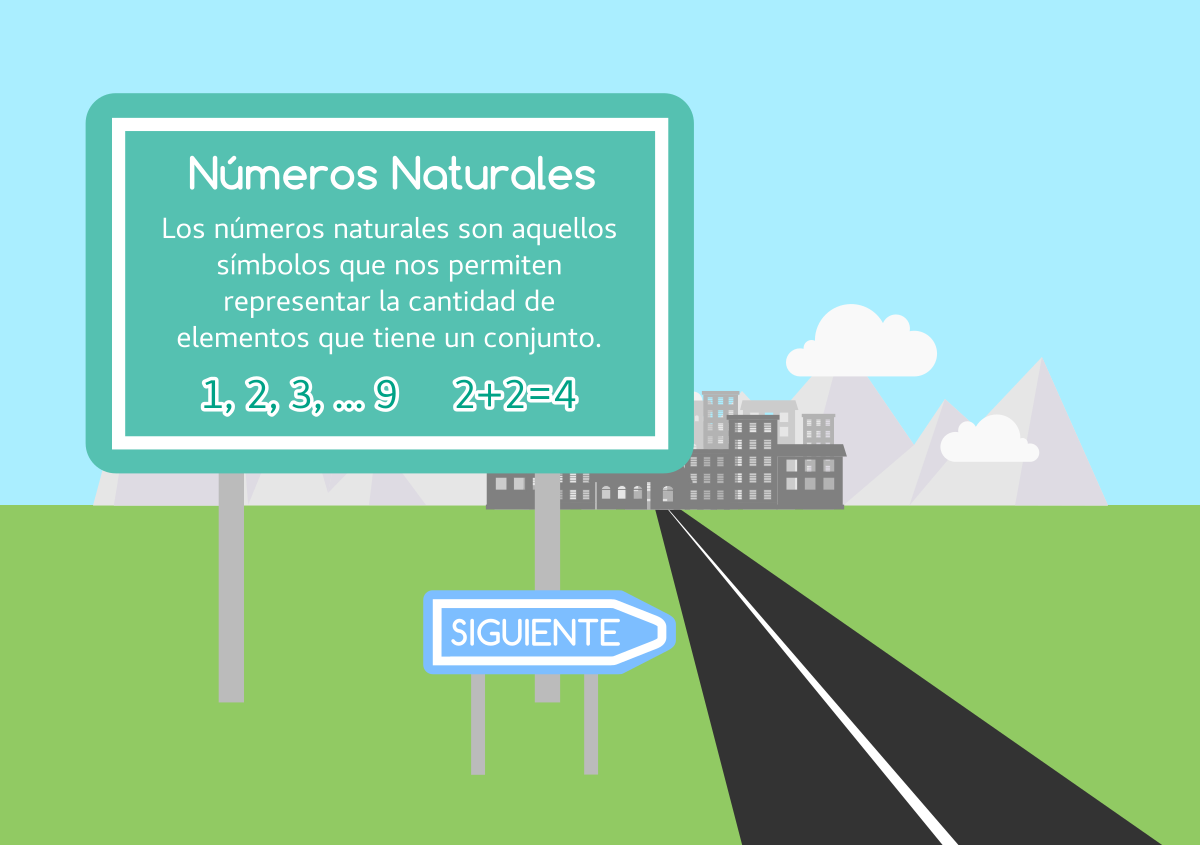 Números Naturales
Los números naturales son aquellos
símbolos que nos permiten
representar la cantidad de
elementos que tiene un conjunto.
1, 2, 3, ... 9 2+2=4
SIGUIENTE